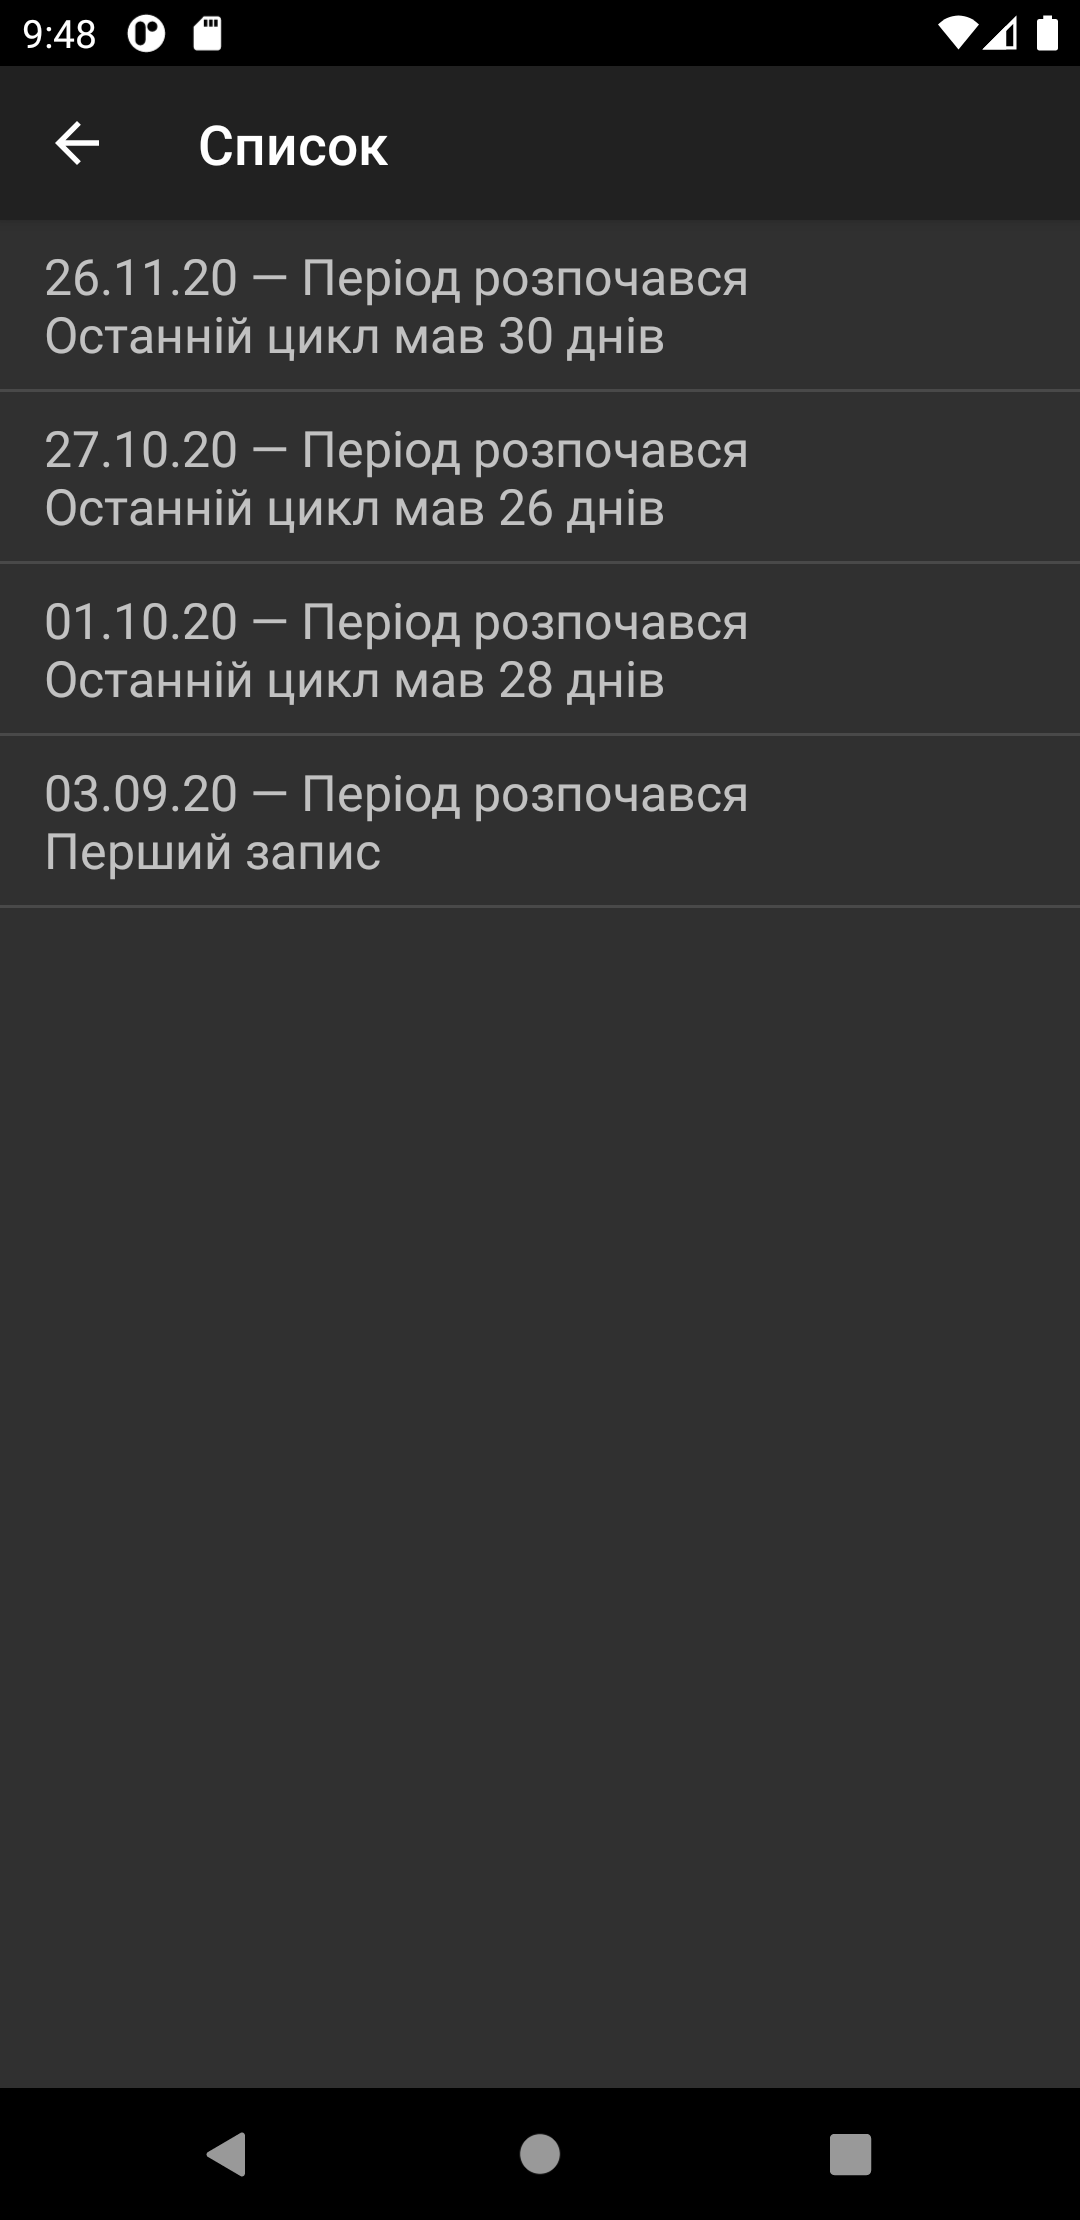 9:48
Список
26.11.20 — Період розпочався
Останній цикл мав 30 днів
27.10.20 — Період розпочався
Останній цикл мав 26 днів
01.10.20 — Період розпочався
Останній цикл мав 28 днів
03.09.20 — Період розпочався
Перший запис